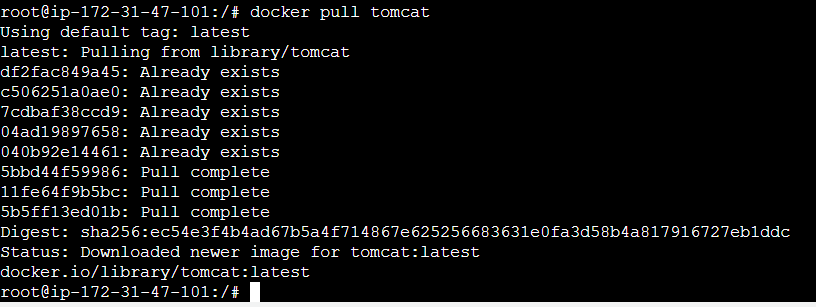 root@ip-172-31-47-101:/# docker pull tomcat
Using default tag: latest
latest: Pulling from library/tomcat
df2fac849a45: Already exists
c506251a0ae0: Already exists
7cdbaf38ccd9: Already exists
04ad19897658: Already exists
040b92e14461: Already exists
5bbd44f59986: Pull complete
11fe64f9b5bc: Pull complete
5b5ff13ed01b: Pull complete
Digest: sha256:ec54e3f4b4ad67b5a4f714867e625256683631e0fa3d58b4a817916727eb1ddc
Status: Downloaded newer image for tomcat:latest
docker.io/library/tomcat:latest
root@ip-172-31-47-101:/#